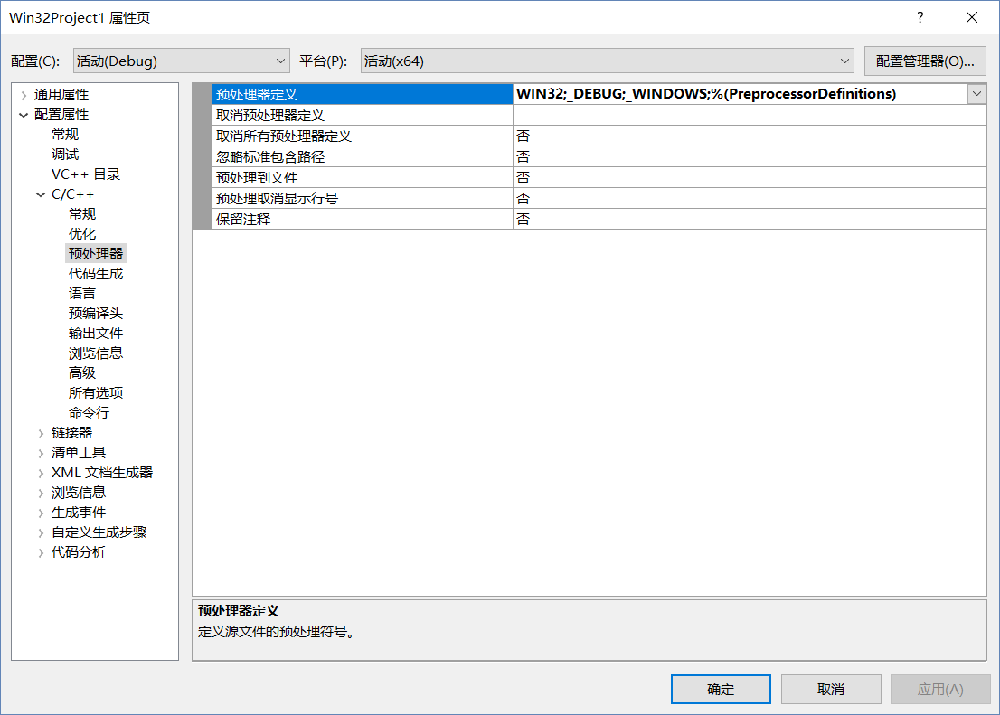 Win32Project1 属性页
?
配置(C): 活动(Debug) 平台(P): 活动(x64) 配置管理器(O)...
通用属性
配置属性
常规
调试
VC++ 目录
C/C++
常规
优化
预处理器
代码生成
语言
预编译头
输出文件
浏览信息
高级
所有选项
命令行
链接器
清单工具
XML 文档生成器
浏览信息
生成事件
自定义生成步骤
代码分析
预处理器定义 WIN32;_DEBUG;_WINDOWS;%(PreprocessorDefinitions)
取消预处理器定义
取消所有预处理器定义 否
忽略标准包含路径 否
预处理到文件 否
预处理取消显示行号 否
保留注释 否
预处理器定义
定义源文件的预处理符号。
确定 取消 应用(A)